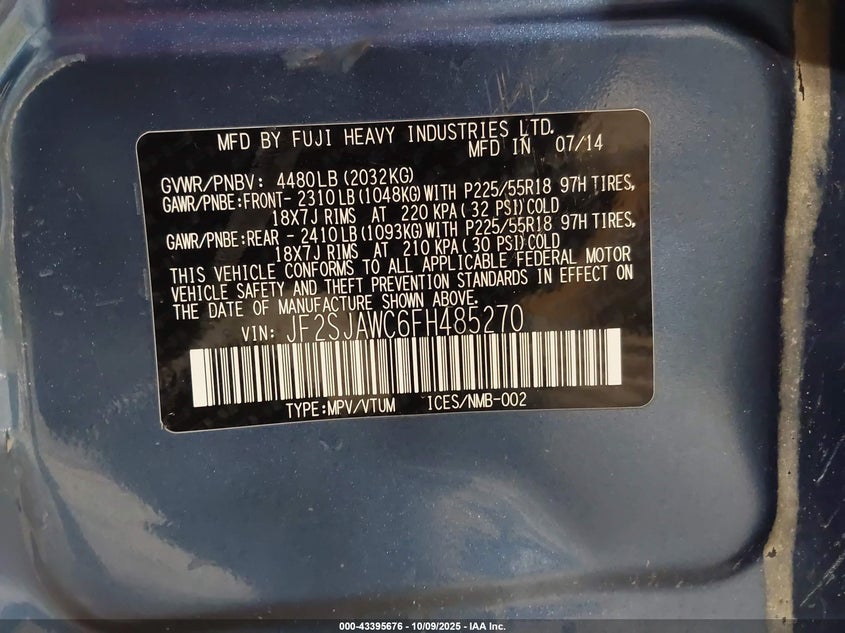 MFD BY FUJI HEAVY INDUSTRIES LTD.
MFD IN 07/14
GVWR/PNBV: 4480LB (2032KG)
GAWR/PNBE:FRONT- 2310 LB (1048KG) WITH P225/55R18 97H TIRES,
18X7J RIMS AT 220 KPA ( 32 PSI) COLD
GAWR/PNBE:REAR - 2410 LB (1093KG) WITH P225/55R18 97H TIRES,
18X7J RIMS AT 210 KPA ( 30 PSI) COLD
THIS VEHICLE CONFORMS TO ALL APPLICABLE FEDERAL MOTOR
VEHICLE SAFETY AND THEFT PREVENTION STANDARDS IN EFFECT ON
THE DATE OF MANUFACTURE SHOWN ABOVE.
VIN: JF2SJAWC6FH485270
TYPE:MPV/VTUM ICES/NMB-002
000-43395676 - 10/09/2025 - IAA Inc.